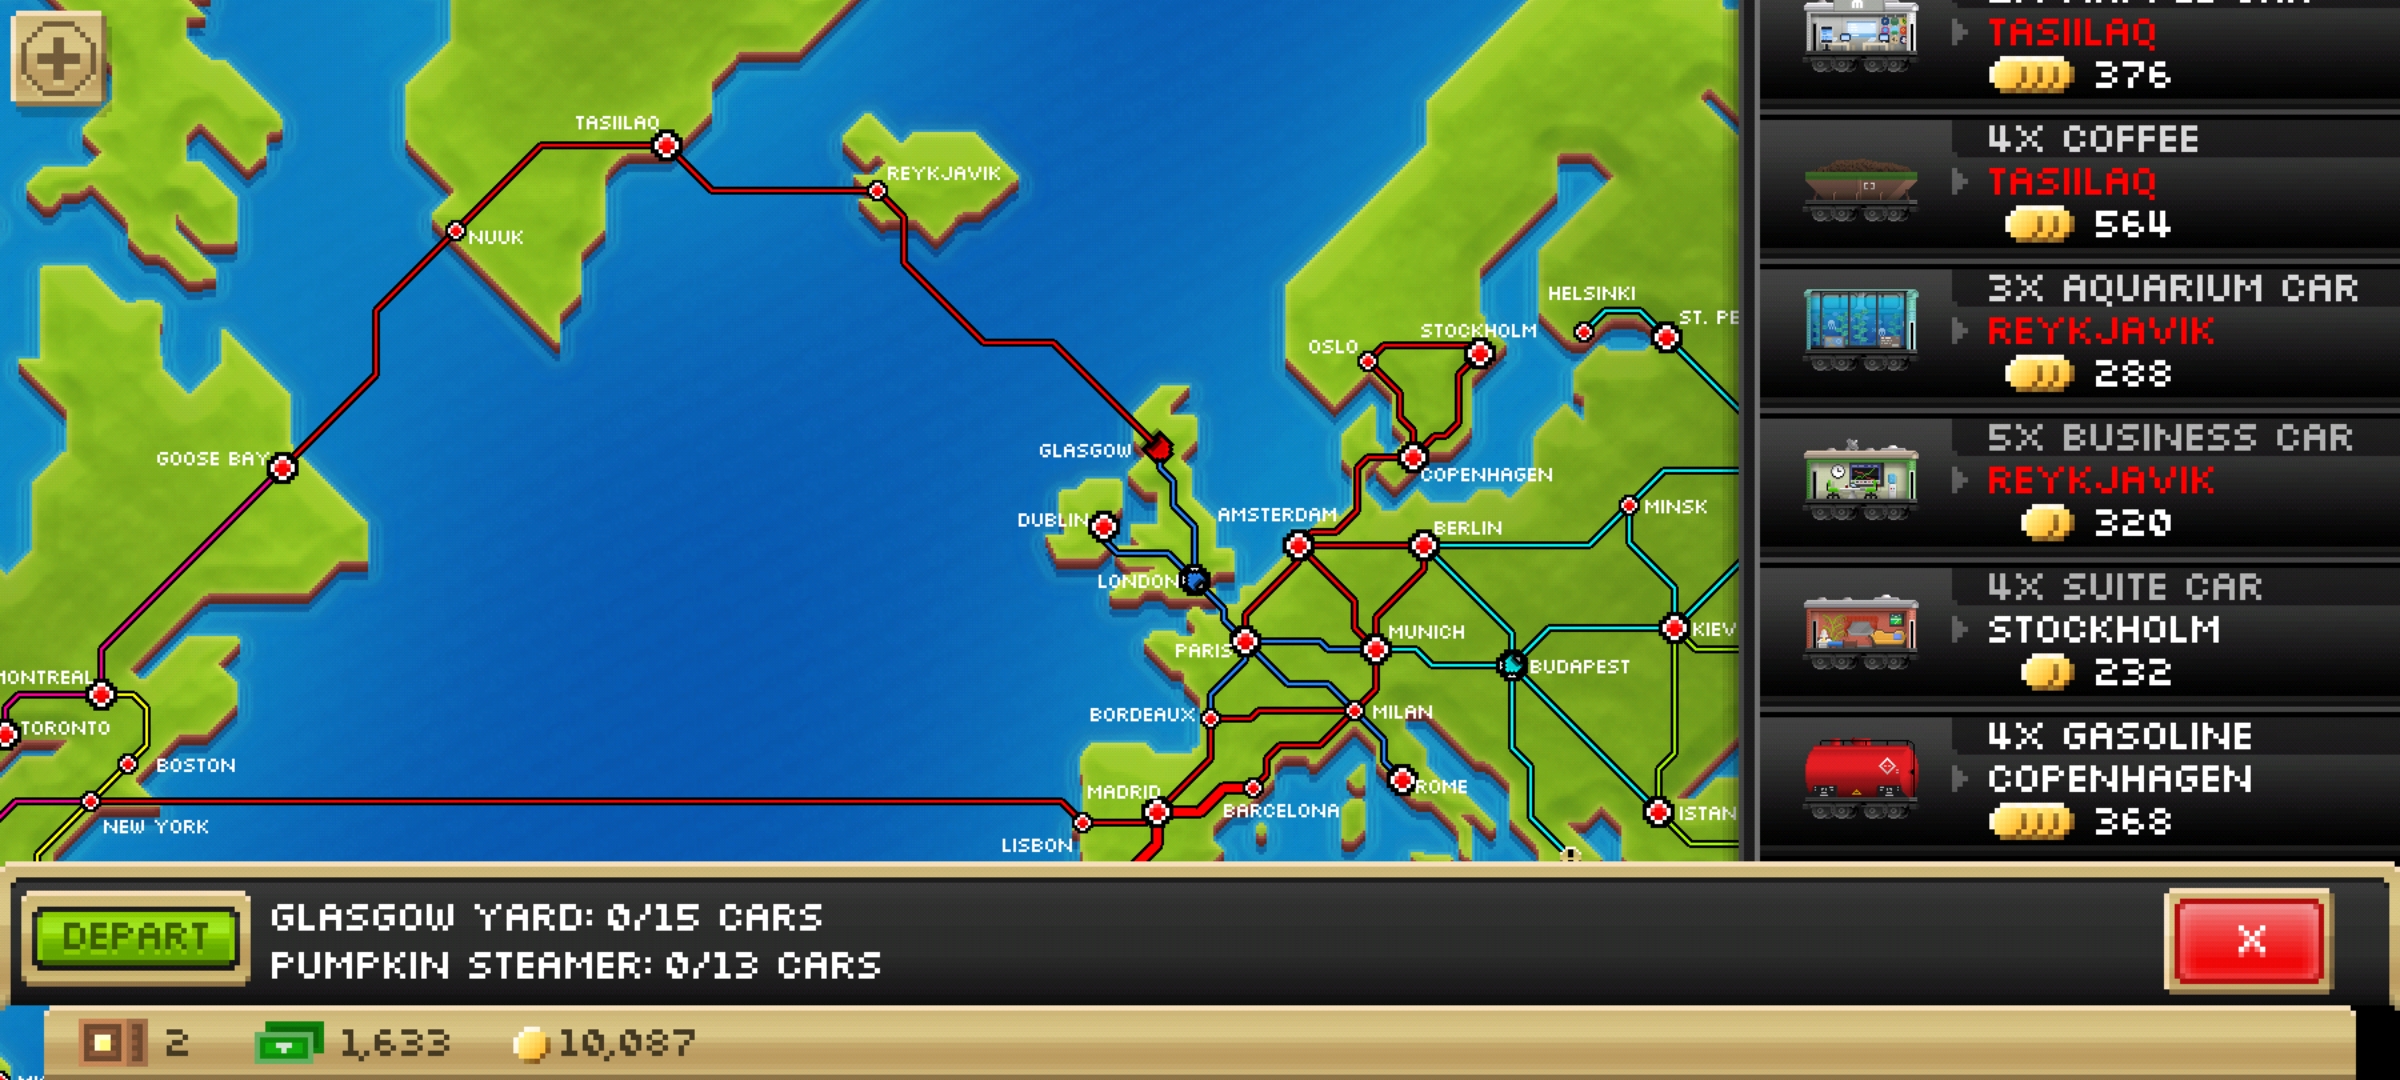 TASIILAQ
376
4X COFFEE
TASIILAQ
564
3X AQUARIUM CAR
REYKJAVIK
288
5X BUSINESS CAR
REYKJAVIK
320
4X SUITE CAR
STOCKHOLM
232
4X GASOLINE
COPENHAGEN
368
TASIILAQ
REYKJAVIK
NUUK
HELSINKI
ST. PE
STOCKHOLM
OSLO
GLASGOW
GOOSE BAY
COPENHAGEN
MINSK
AMSTERDAM
DUBLIN
BERLIN
LONDON
KIEV
MUNICH
PARIS
BUDAPEST
MONTREAL
BORDEAUX
MILAN
TORONTO
BOSTON
ROME
MADRID
BARCELONA
ISTAN
NEW YORK
LISBON
DEPART
GLASGOW YARD: 0/15 CARS
PUMPKIN STEAMER: 0/13 CARS
X
2
1,633
10,087